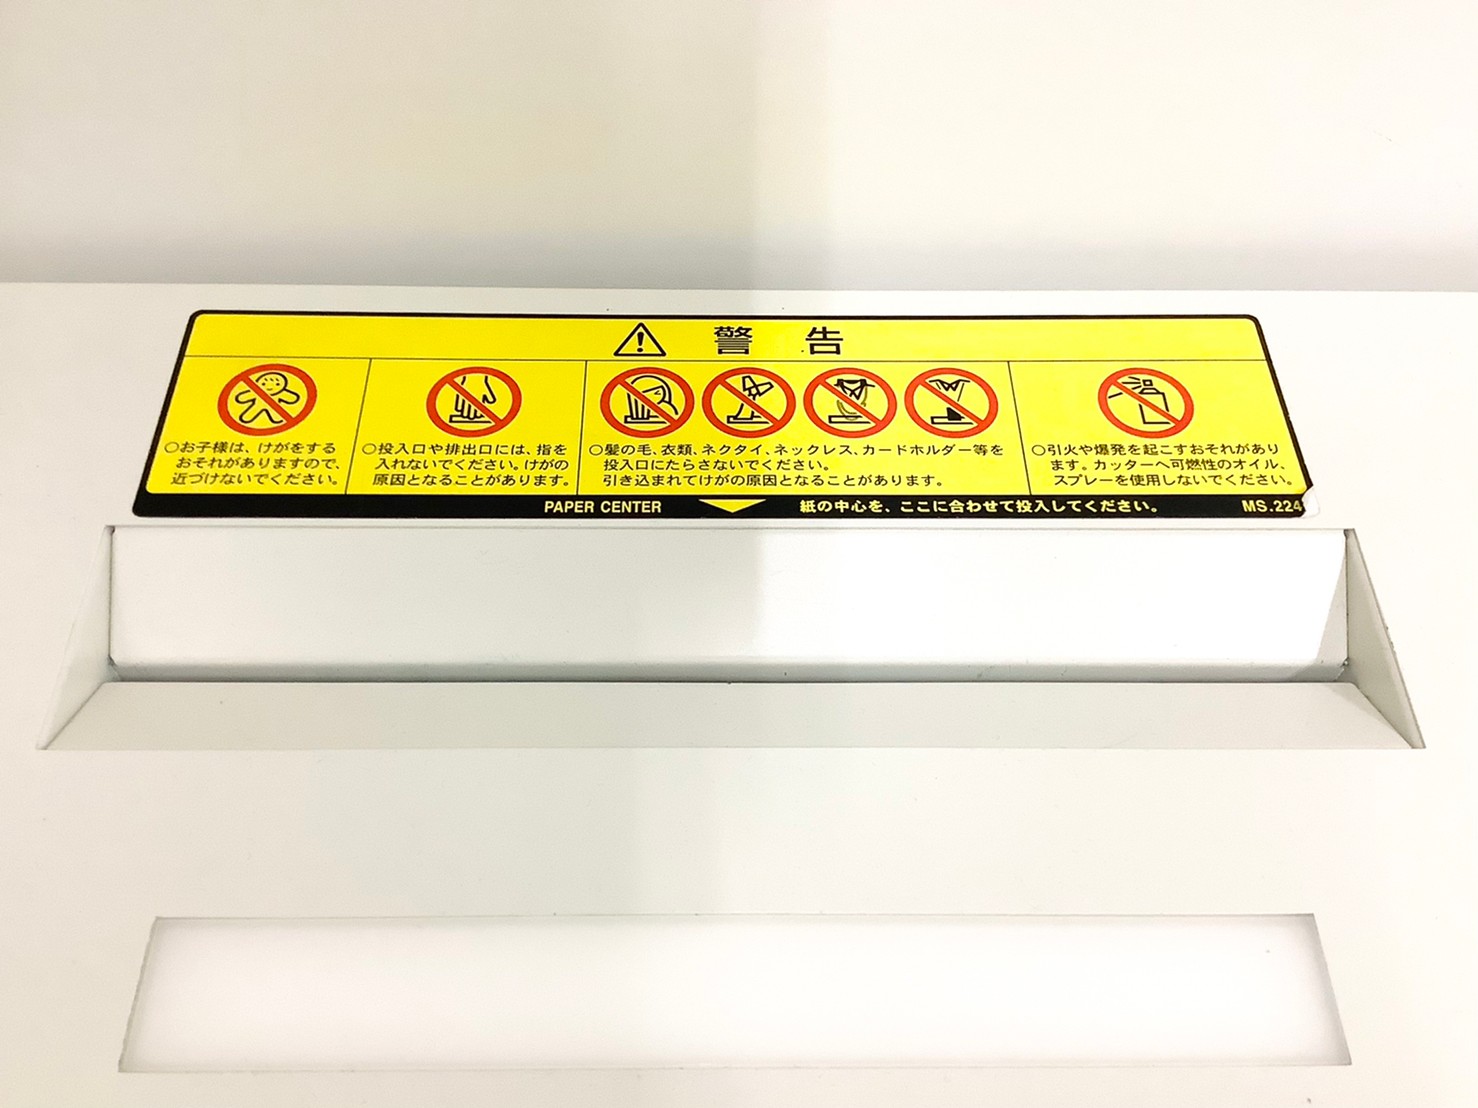 警告
○お子様は、けがをする
おそれがありますので、
近づけないでください。
○投入口や排出口には、指を
入れないでください。けがの
原因となることがあります。
○髪の毛、衣類、ネクタイ、ネックレス、カードホルダー等を
投入口にたらさないでください。
引き込まれてけがの原因となることがあります。
○引火や爆発を起こすおそれがあり
ます。カッターへ可燃性のオイル、
スプレーを使用しないでください。
PAPER CENTER 紙の中心を、ここに合わせて投入してください。 MS.224